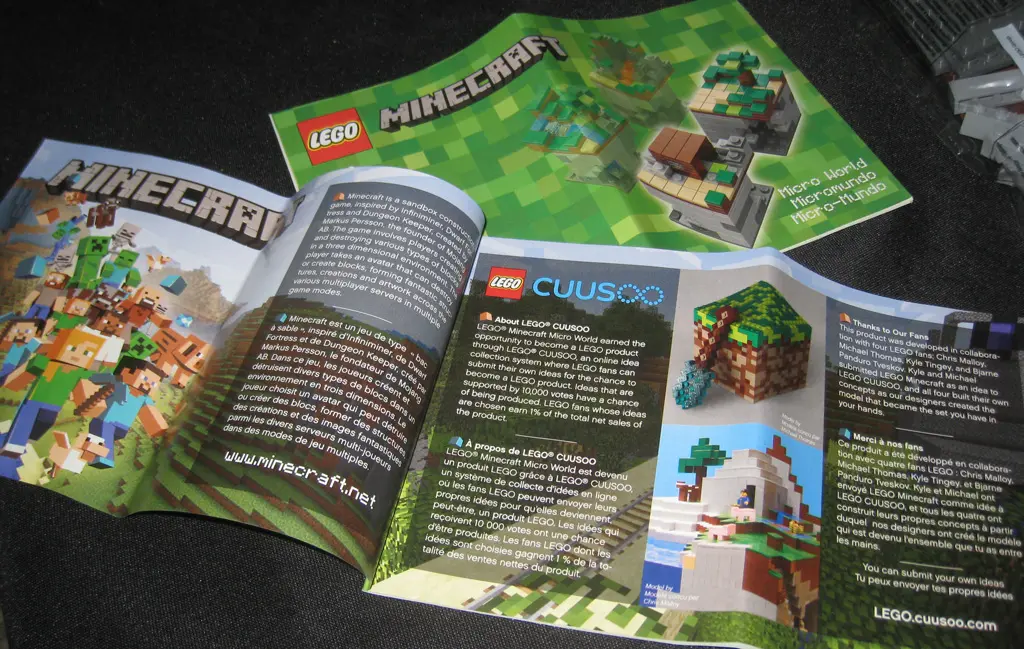 LEGO
MINECRAFT
Micro World
Micromundo
Micro-Mundo
MINECRAFT
Minecraft is a sandbox construction
game, inspired by Infiniminer, Dwarf For-
tress and Dungeon Keeper, created by
Markus Persson, the founder of Mojang
AB. The game involves players creating
and destroying various types of blocks
in a three dimensional environment. The
player takes an avatar that can destroy
or create blocks, forming fantastic struc-
tures, creations and artwork across the
various multiplayer servers in multiple
game modes.
Minecraft est un jeu de type « bac
à sable », inspiré d'Infiniminer, de Dwarf
Fortress et de Dungeon Keeper, créé par
Markus Persson, le fondateur de Mojang
AB. Dans ce jeu, les joueurs créent et
détruisent divers types de blocs dans un
environnement en trois dimensions. Le
joueur choisit un avatar qui peut détruire
ou créer des blocs, formant des structures,
des créations et des images fantastiques
parmi les divers serveurs multi-joueurs
dans des modes de jeu multiples.
www.minecraft.net
LEGO CUUSOO
About LEGO® CUUSOO
LEGO® Minecraft Micro World earned the
opportunity to become a LEGO product
through LEGO® CUUSOO, an online idea
collection system where LEGO fans can
submit their own ideas for the chance to
become a LEGO product. Ideas that are
supported by 10,000 votes have a chance
of being produced. LEGO fans whose ideas
are chosen earn 1% of the total net sales of
the product.
À propos de LEGO® CUUSOO
LEGO® Minecraft Micro World est devenu
un produit LEGO grâce à LEGO® CUUSOO,
un système de collecte d'idées en ligne
où les fans LEGO peuvent envoyer leurs
propres idées pour qu'elles deviennent,
peut-être, un produit LEGO. Les idées qui
reçoivent 10 000 votes ont une chance
d'être produites. Les fans LEGO dont les
idées sont choisies gagnent 1 % de la to-
talité des ventes nettes du produit.
Model by
Modèle conçu par
Michael Thomas
Model by
Modèle conçu par
Chris Malloy
Thanks to Our Fans
This product was developed in collabora-
tion with four LEGO fans; Chris Malloy,
Michael Thomas, Kyle Tingey, and Bjarne
Panduro Tveskov. Kyle and Michael
submitted LEGO Minecraft as an idea to
LEGO CUUSOO, and all four built their own
concepts as our designers created the
model that became the set you have in
your hands.
Merci à nos fans
Ce produit a été développé en collabora-
tion avec quatre fans LEGO : Chris Malloy,
Michael Thomas, Kyle Tingey, et Bjarne
Panduro Tveskov. Kyle et Michael ont
envoyé LEGO Minecraft comme idée à
LEGO CUUSOO, et tous les quatre ont
construit leurs propres concepts à partir
duquel nos designers ont créé le modèle
qui est devenu l'ensemble que tu as entre
les mains.
You can submit your own ideas
Tu peux envoyer tes propres idées
LEGO.cuusoo.com